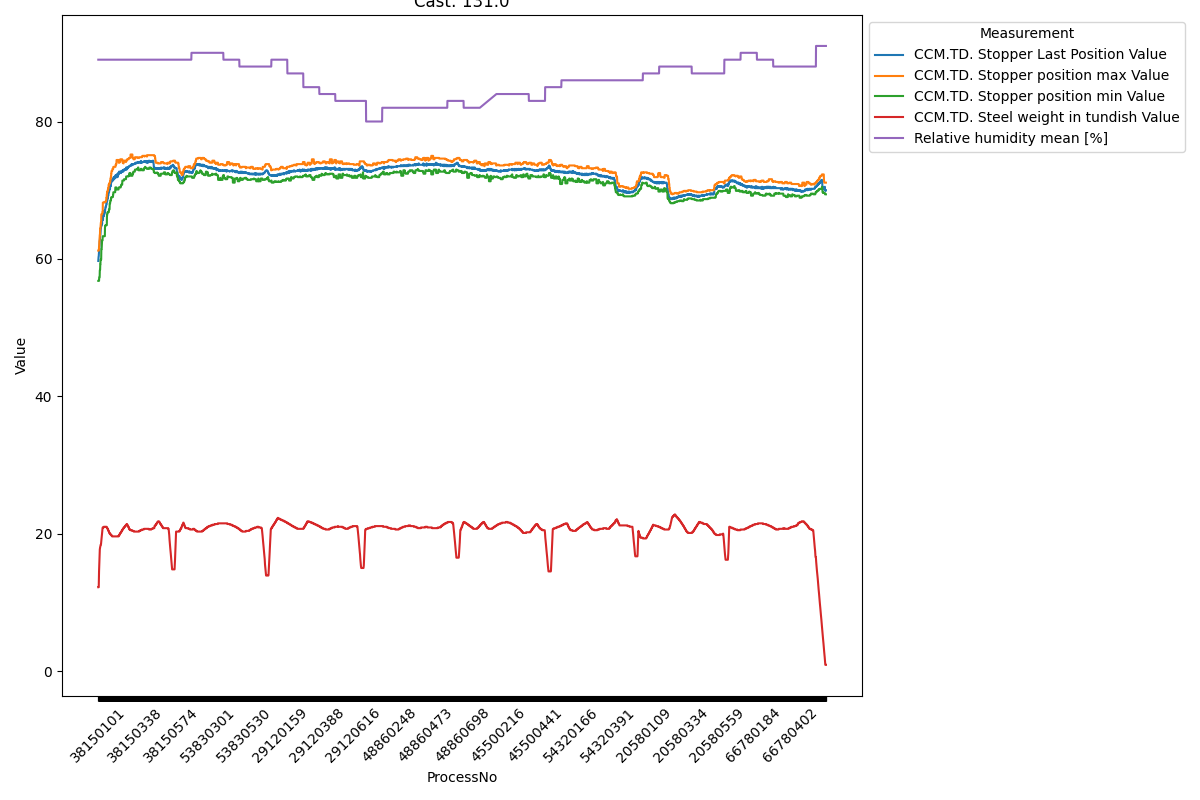 Cast: 131.0
Measurement
CCM.TD. Stopper Last Position Value
CCM.TD. Stopper position max Value
CCM.TD. Stopper position min Value
CCM.TD. Steel weight in tundish Value
Relative humidity mean [%]
Value
80
60
40
20
0
38150101
38150338
38150574
53830301
53830530
29120159
29120388
29120616
48860248
48860473
48860698
45500216
45500441
54320166
54320391
20580109
20580334
20580559
66780184
66780402
ProcessNo